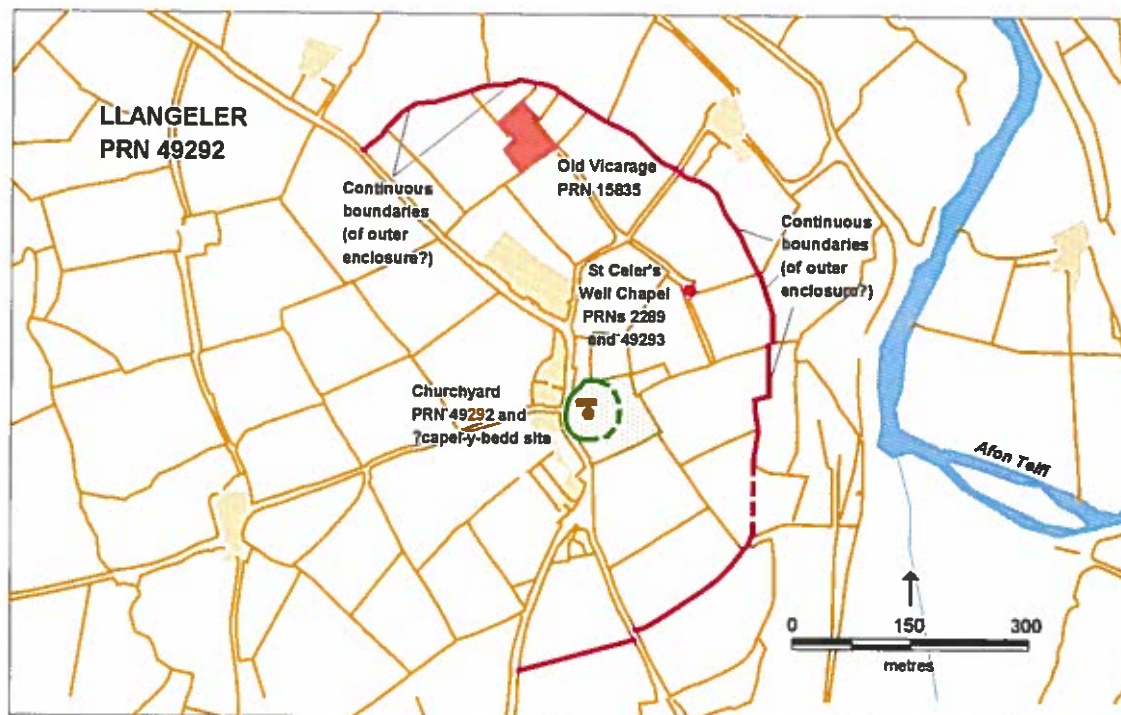 LLANGELER
PRN 49292
Continuous
boundaries
(of outer
enclosure?)
Old Vicarage
PRN 15835
Continuous
boundaries
(of outer
enclosure?)
St Celer's
Well Chapel
PRNs 2289
and 49293
Churchyard
PRN 49292 and
?capel-y-bedd site
Afon Teifi
0 150 300
metres